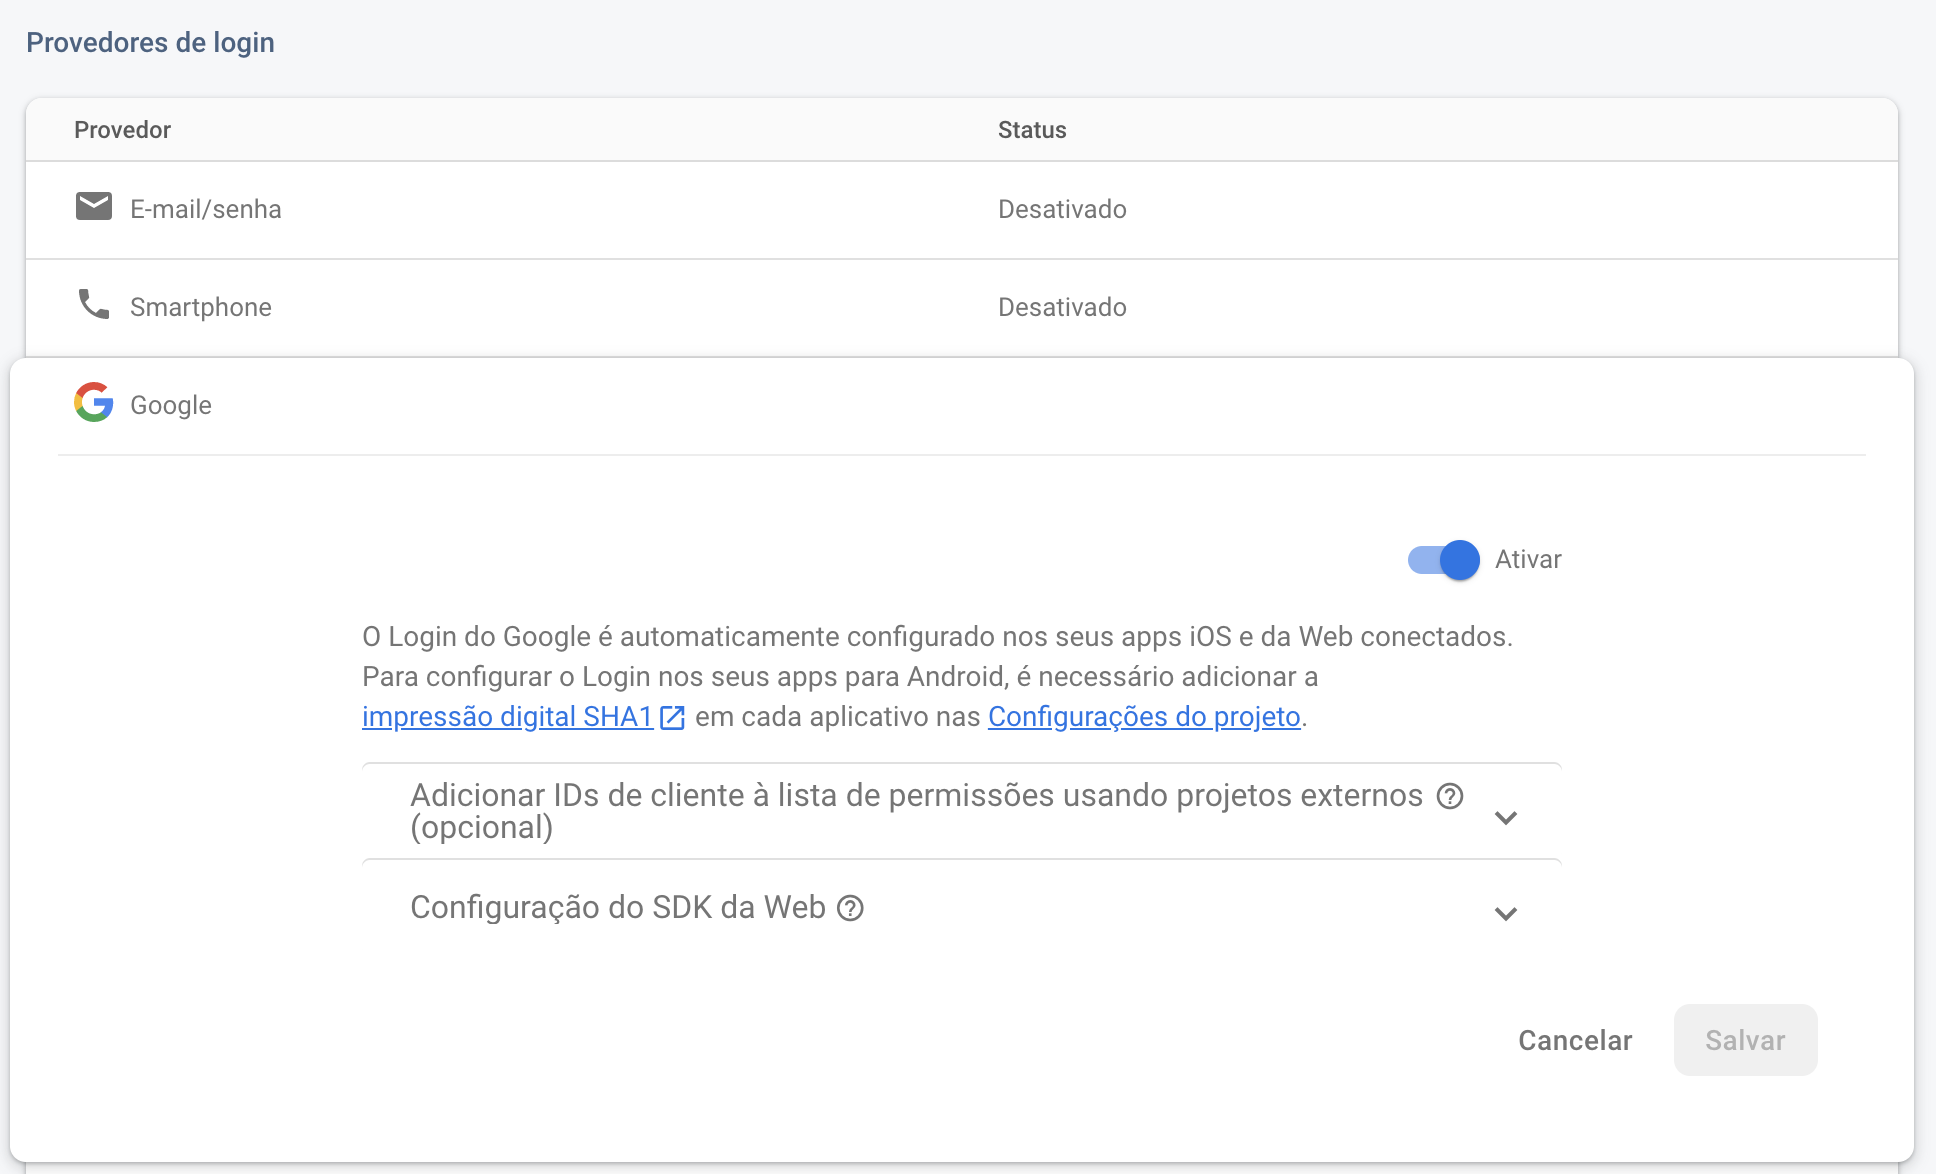 Provedores de login
Provedor Status
E-mail/senha Desativado
Smartphone Desativado
Google
Ativar
O Login do Google é automaticamente configurado nos seus apps iOS e da Web conectados.
Para configurar o Login nos seus apps para Android, é necessário adicionar a
impressão digital SHA1 em cada aplicativo nas Configurações do projeto.
Adicionar IDs de cliente à lista de permissões usando projetos externos
(opcional)
Configuração do SDK da Web
Cancelar Salvar